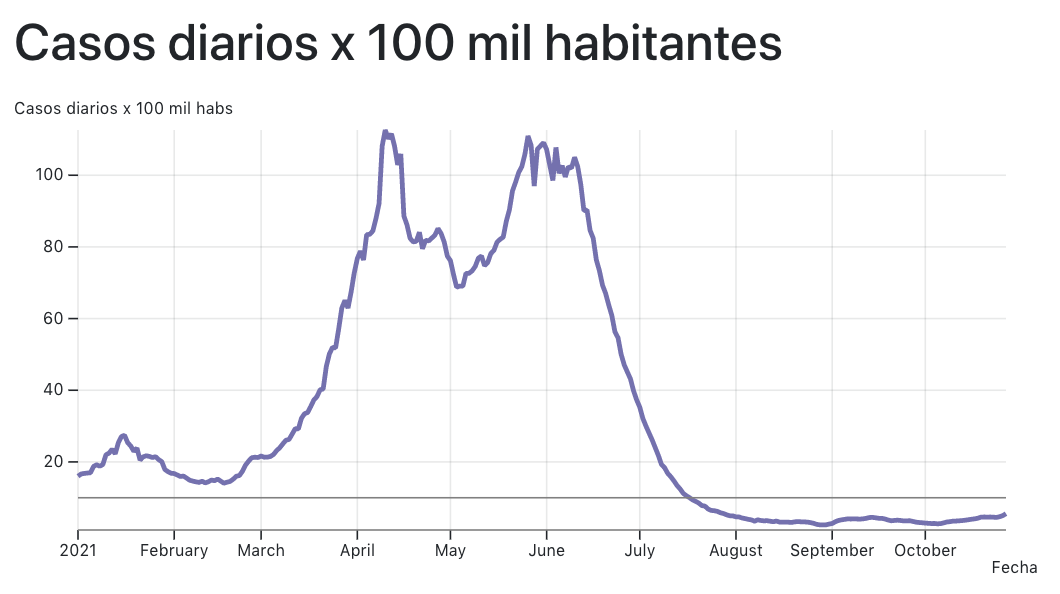 Casos diarios x 100 mil habitantes
Casos diarios x 100 mil habs
100
80
60
40
20
2021 February March April May June July August September October
Fecha